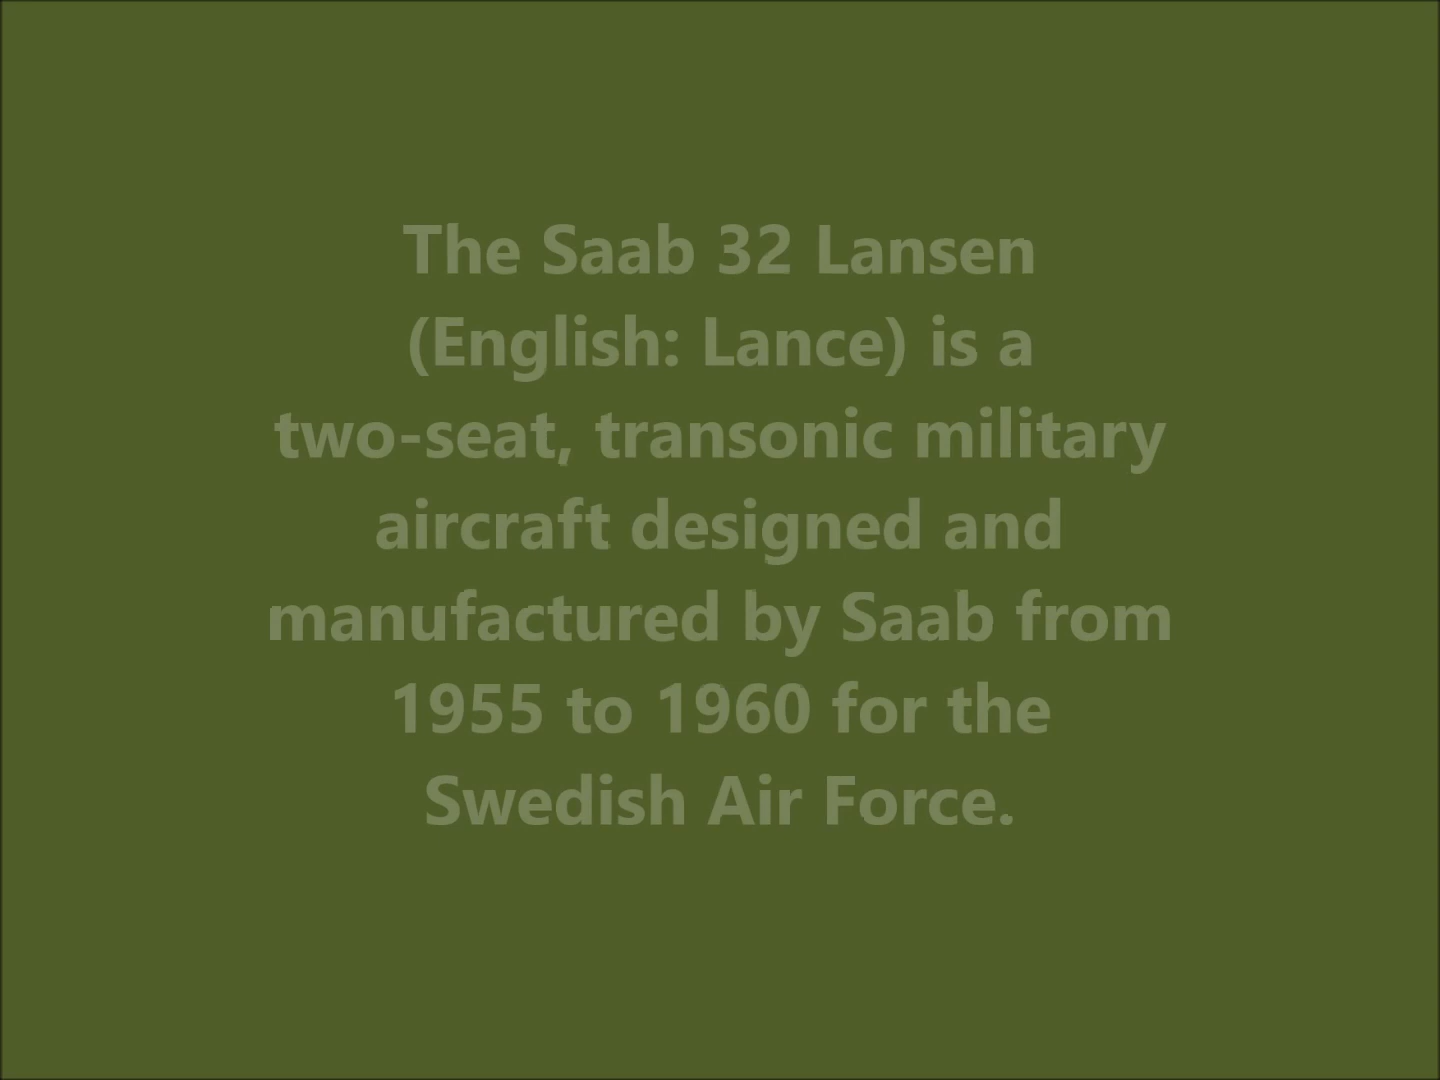 The Saab 32 Lansen
(English: Lance) is a
two-seat, transonic military
aircraft designed and
manufactured by Saab from
1955 to 1960 for the
Swedish Air Force.